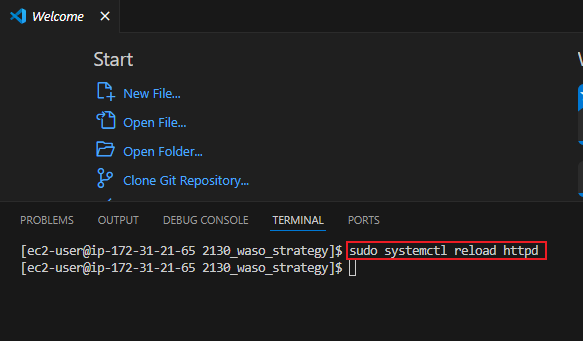 Welcome
Start
New File...
Open File...
Open Folder...
Clone Git Repository...
PROBLEMS OUTPUT DEBUG CONSOLE TERMINAL PORTS
[ec2-user@ip-172-31-21-65 2130_waso_strategy]$ sudo systemctl reload httpd
[ec2-user@ip-172-31-21-65 2130_waso_strategy]$